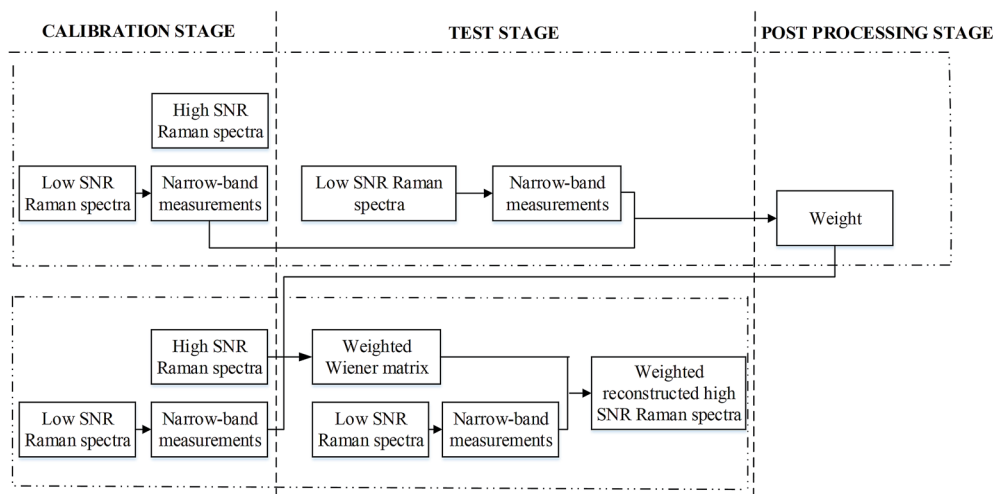 CALIBRATION STAGE
TEST STAGE
POST PROCESSING STAGE
High SNR
Raman spectra
Low SNR
Raman spectra
Narrow-band
measurements
Low SNR Raman
spectra
Narrow-band
measurements
Weight
High SNR
Raman spectra
Weighted
Wiener matrix
Weighted
reconstructed high
SNR Raman spectra
Low SNR
Raman spectra
Narrow-band
measurements
Low SNR
Raman spectra
Narrow-band
measurements